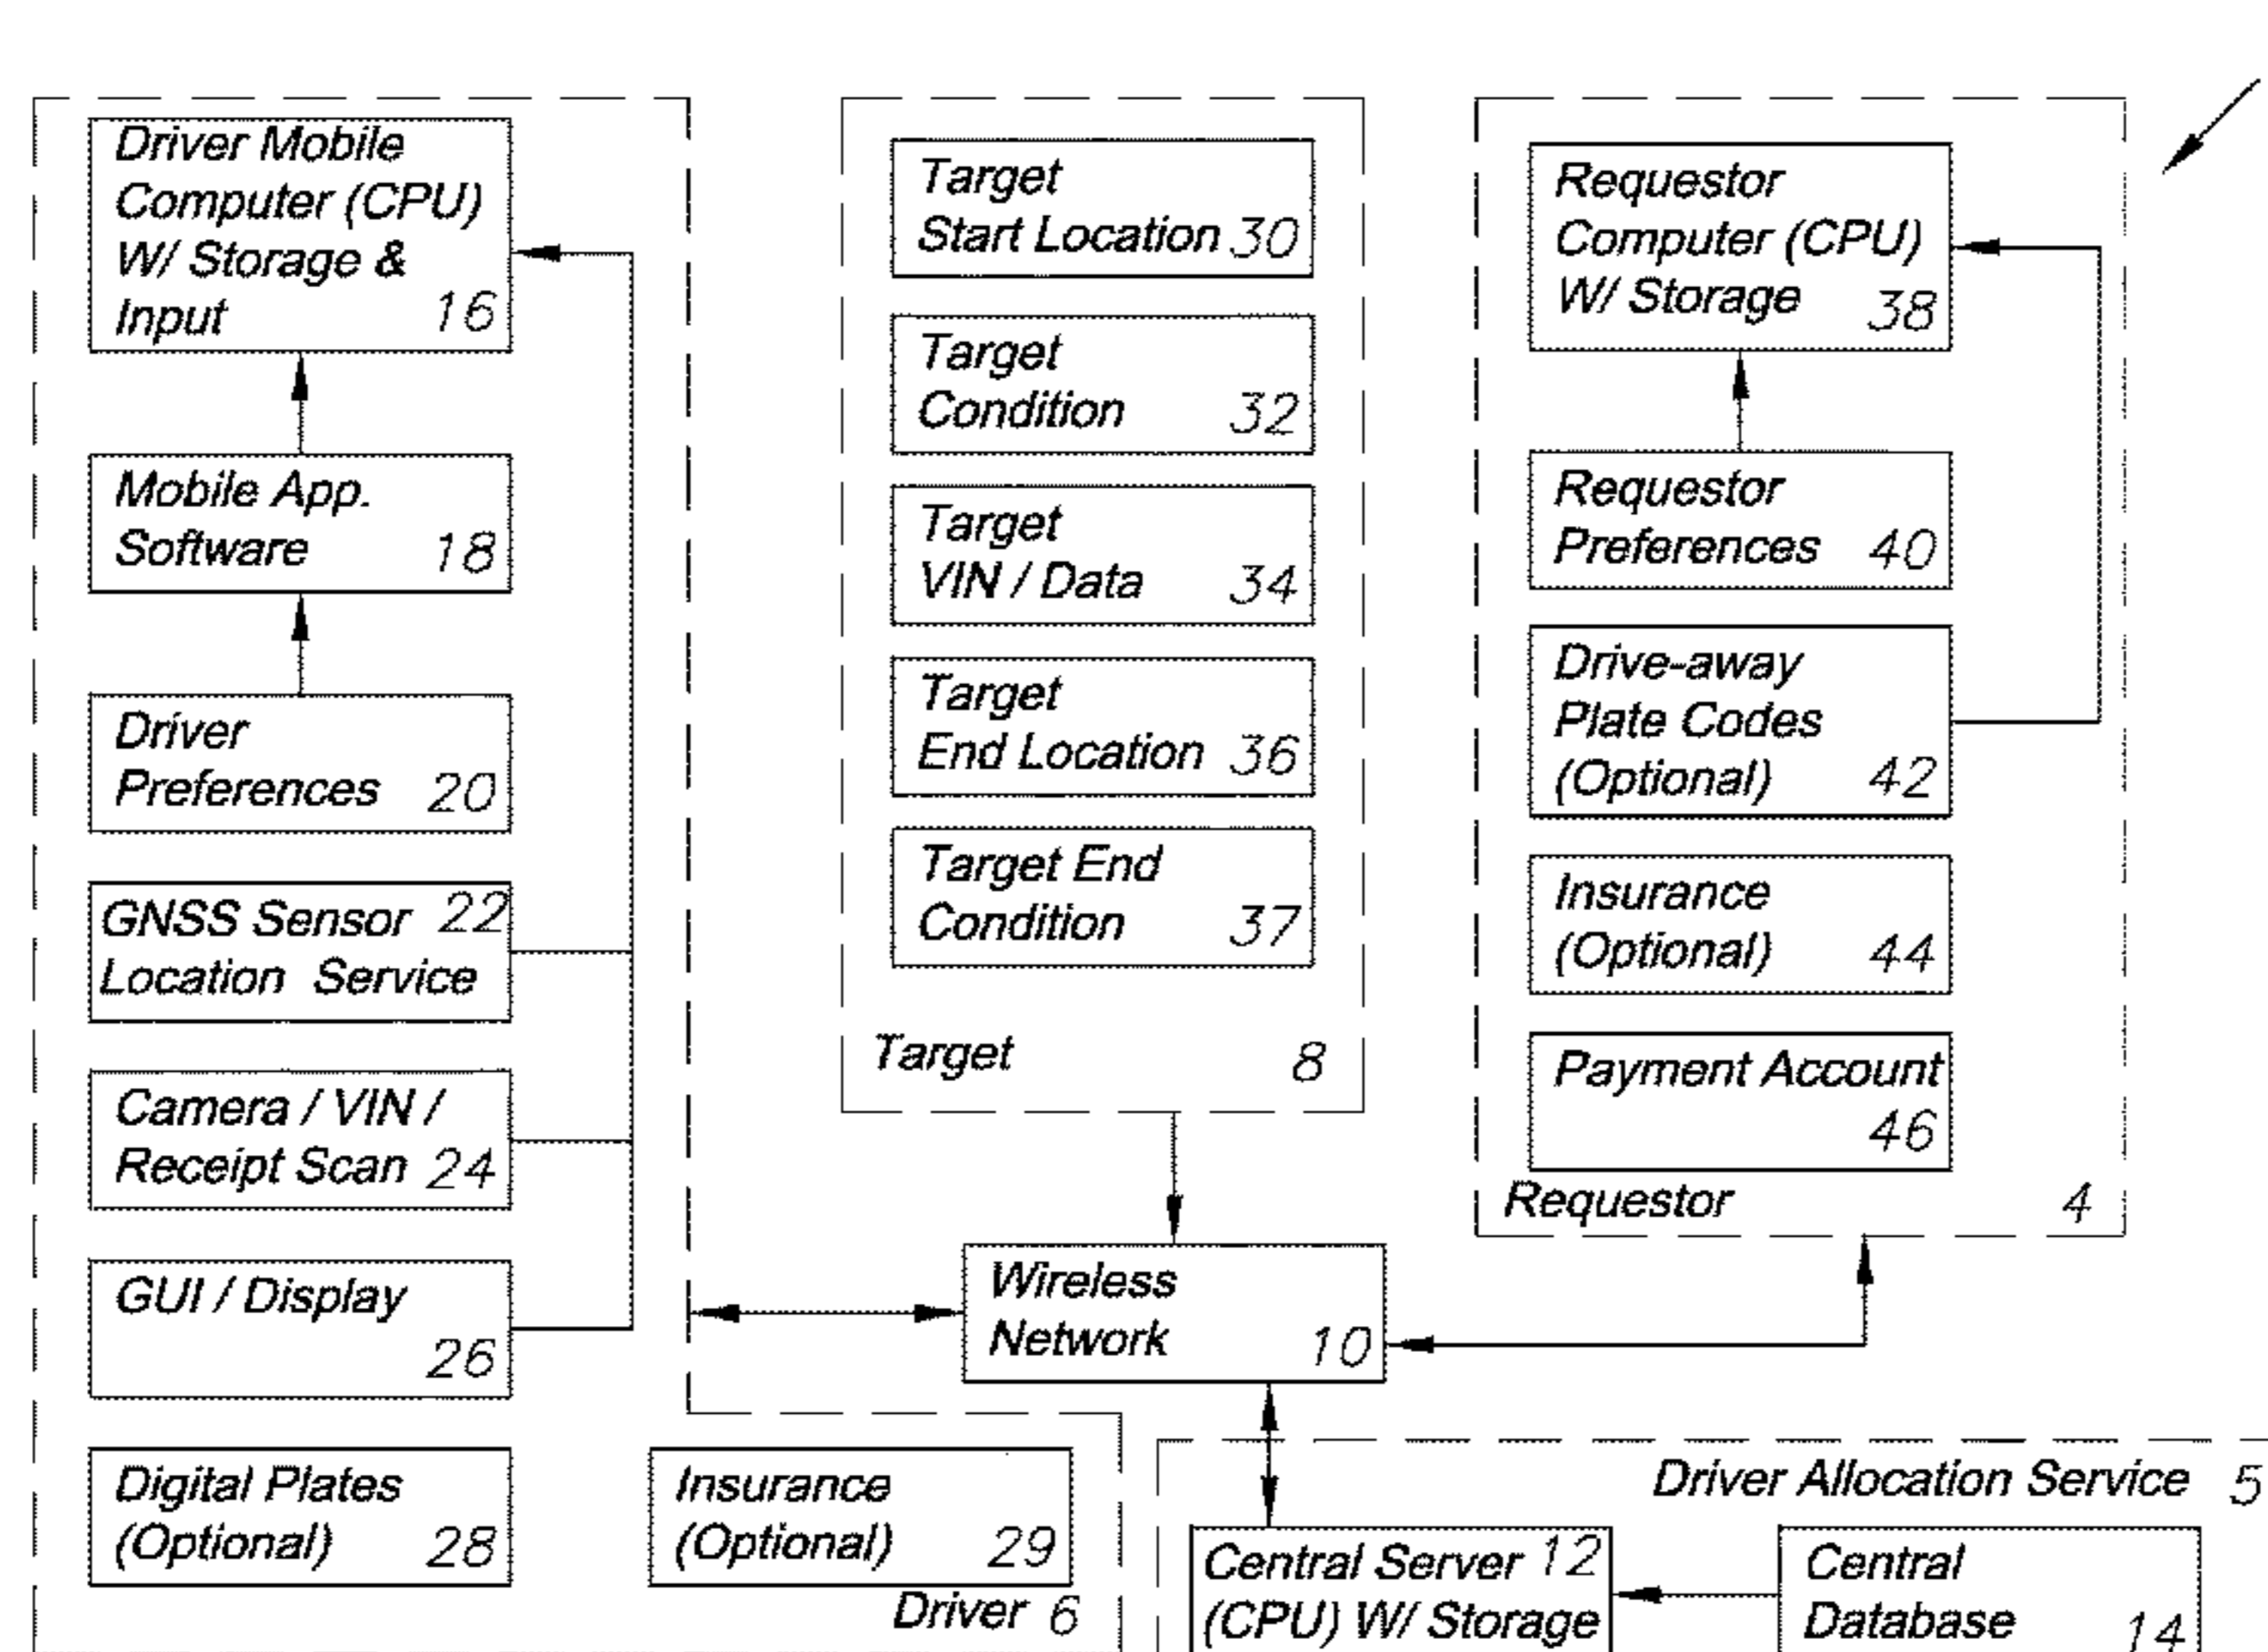 Driver Mobile
Computer (CPU)
W/ Storage &
Input 16
Mobile App.
Software 18
Driver
Preferences 20
GNSS Sensor 22
Location Service
Camera / VIN /
Receipt Scan 24
GUI / Display
26
Digital Plates
(Optional) 28
Insurance
(Optional) 29
Driver 6
Target
Start Location 30
Target
Condition 32
Target
VIN / Data 34
Target
End Location 36
Target End
Condition 37
Target 8
Requestor
Computer (CPU)
W/ Storage 38
Requestor
Preferences 40
Drive-away
Plate Codes
(Optional) 42
Insurance
(Optional) 44
Payment Account
46
Requestor 4
Wireless
Network 10
Driver Allocation Service 5
Central Server 12
(CPU) W/ Storage
Central
Database 14